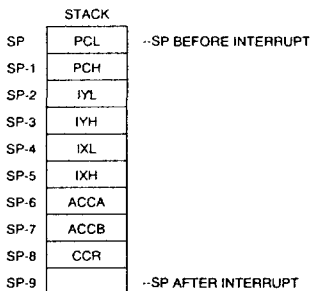 STACK
SP PCL --SP BEFORE INTERRUPT
SP-1 PCH
SP-2 IYL
SP-3 IYH
SP-4 IXL
SP-5 IXH
SP-6 ACCA
SP-7 ACCB
SP-8 CCR
SP-9 --SP AFTER INTERRUPT